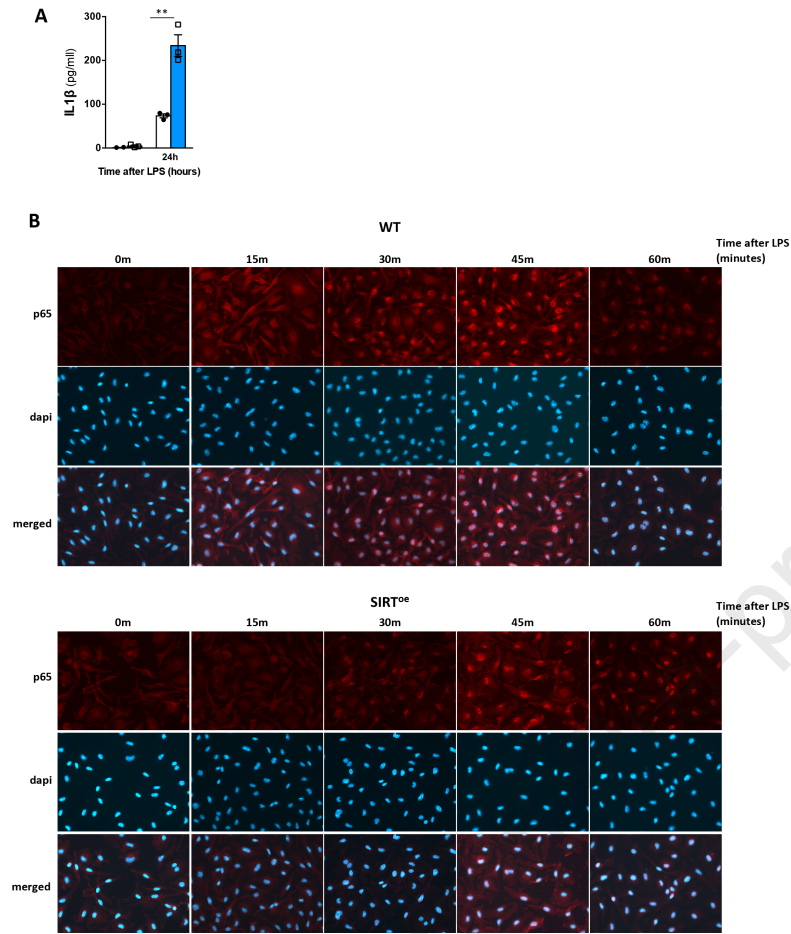 A
**
300
200
100
0
IL1β (pg/mll)
24h
Time after LPS (hours)
B
WT
0m 15m 30m 45m 60m Time after LPS
(minutes)
p65
dapi
merged
SIRToe
0m 15m 30m 45m 60m Time after LPS
(minutes)
p65
dapi
merged